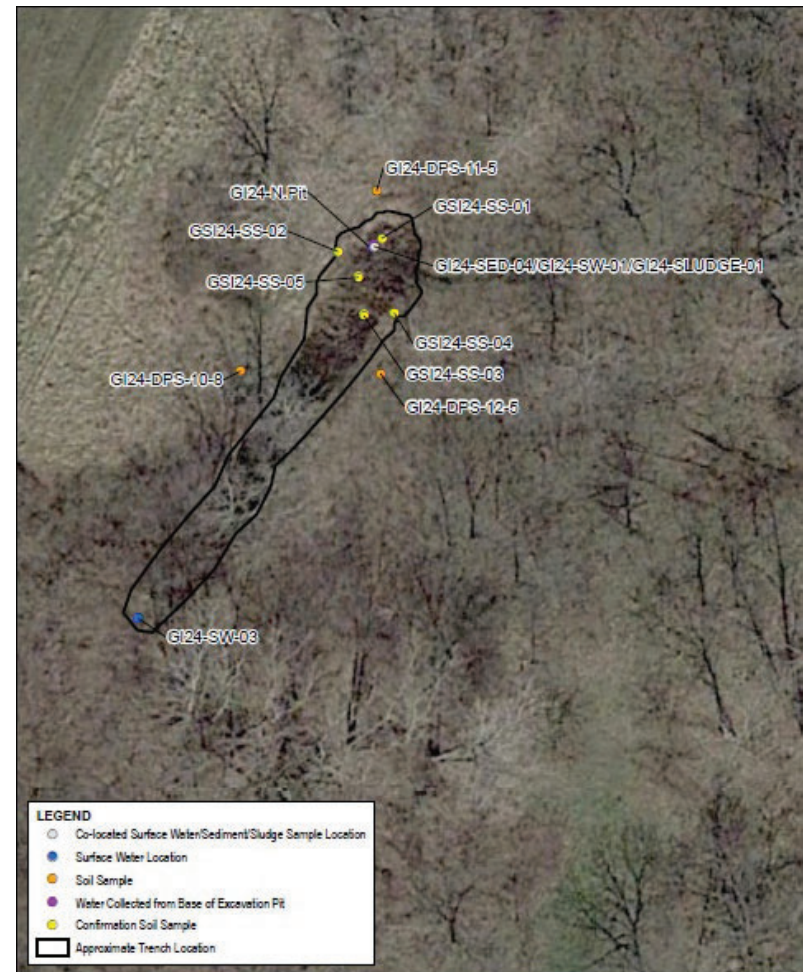 GI24-DPS-11-5
GI24-N.Pit
GSI24-SS-01
GSI24-SS-02
GI24-SED-04/GI24-SW-01/GI24-SLUDGE-01
GSI24-SS-05
GSI24-SS-04
GSI24-SS-03
GI24-DPS-10-8
GI24-DPS-12-5
GI24-SW-03
LEGEND
Co-located Surface Water/Sediment/Sludge Sample Location
Surface Water Location
Soil Sample
Water Collected from Base of Excavation Pit
Confirmation Soil Sample
Approximate Trench Location